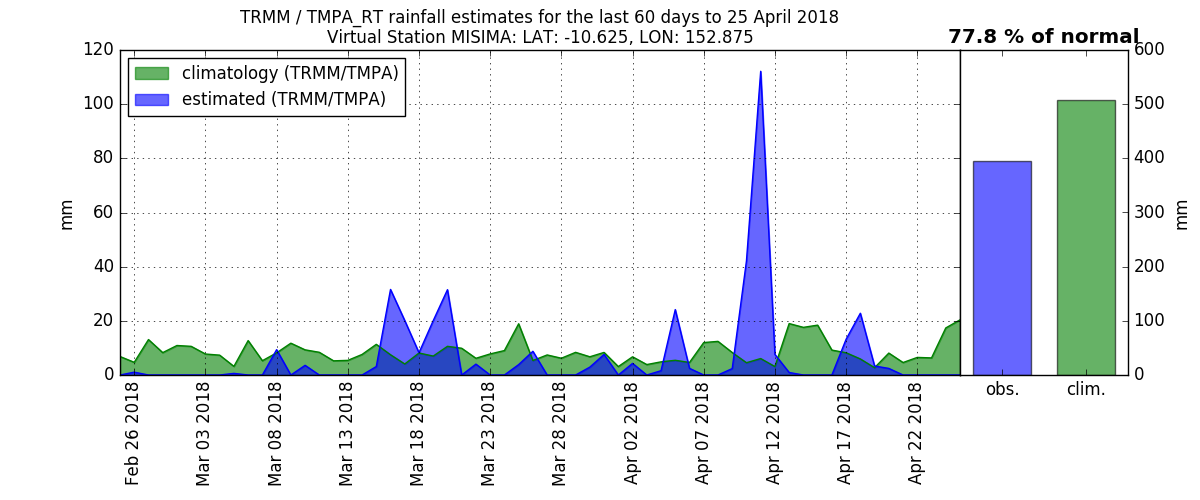 TRMM / TMPA_RT rainfall estimates for the last 60 days to 25 April 2018
Virtual Station MISIMA: LAT: -10.625, LON: 152.875
77.8 % of normal
climatology (TRMM/TMPA)
estimated (TRMM/TMPA)
120
100
80
60
40
20
0
mm
Feb 26 2018
Mar 03 2018
Mar 08 2018
Mar 13 2018
Mar 18 2018
Mar 23 2018
Mar 28 2018
Apr 02 2018
Apr 07 2018
Apr 12 2018
Apr 17 2018
Apr 22 2018
obs.
clim.
600
500
400
300
200
100
0
mm